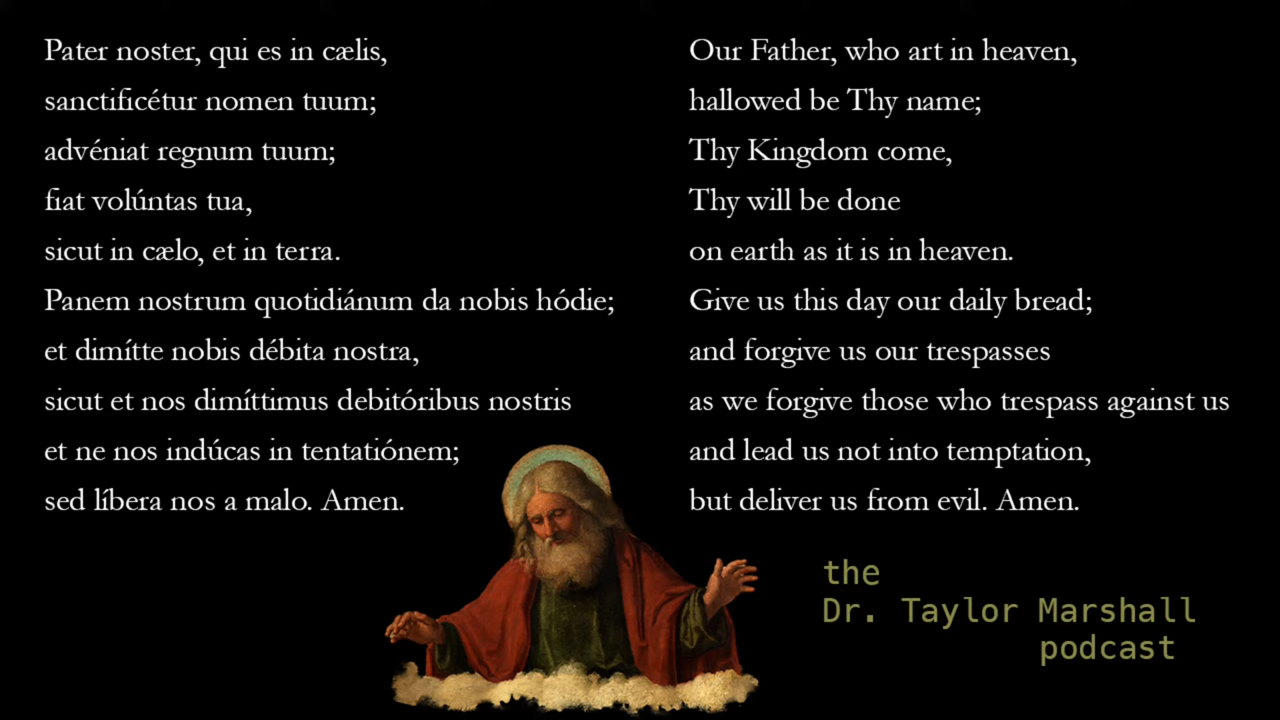 Pater noster, qui es in cælis,
sanctificétur nomen tuum;
advéniat regnum tuum;
fiat volúntas tua,
sicut in cælo, et in terra.
Panem nostrum quotidiánum da nobis hódie;
et dimítte nobis débita nostra,
sicut et nos dimíttimus debitóribus nostris
et ne nos indúcas in tentatiónem;
sed líbera nos a malo. Amen.
Our Father, who art in heaven,
hallowed be Thy name;
Thy Kingdom come,
Thy will be done
on earth as it is in heaven.
Give us this day our daily bread;
and forgive us our trespasses
as we forgive those who trespass against us
and lead us not into temptation,
but deliver us from evil. Amen.
the
Dr. Taylor Marshall
podcast